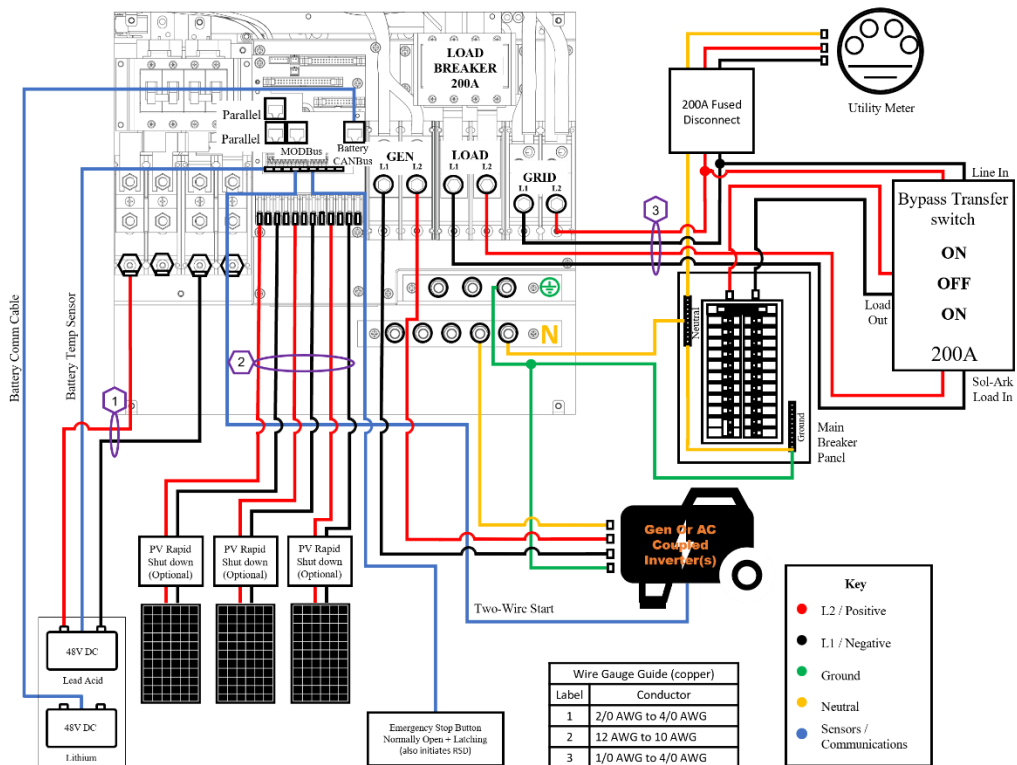 LOAD
BREAKER
200A
Parallel
Parallel
MODBus
Battery
CANBus
GEN
L1 L2
LOAD
L1 L2
GRID
L1 L2
N
200A Fused
Disconnect
Utility Meter
Line In
Bypass Transfer
switch
ON
OFF
ON
200A
Load
Out
Sol-Ark
Load In
3
Neutral
Ground
Main
Breaker
Panel
Battery Comm Cable
Battery Temp Sensor
1
2
PV Rapid
Shut down
(Optional)
PV Rapid
Shut down
(Optional)
PV Rapid
Shut down
(Optional)
Gen Or AC
Coupled
Inverter(s)
Two-Wire Start
48V DC
Lead Acid
48V DC
Lithium
Emergency Stop Button
Normally Open + Latching
(also initiates RSD)
Wire Gauge Guide (copper)
Label Conductor
1 2/0 AWG to 4/0 AWG
2 12 AWG to 10 AWG
3 1/0 AWG to 4/0 AWG
Key
L2 / Positive
L1 / Negative
Ground
Neutral
Sensors /
Communications